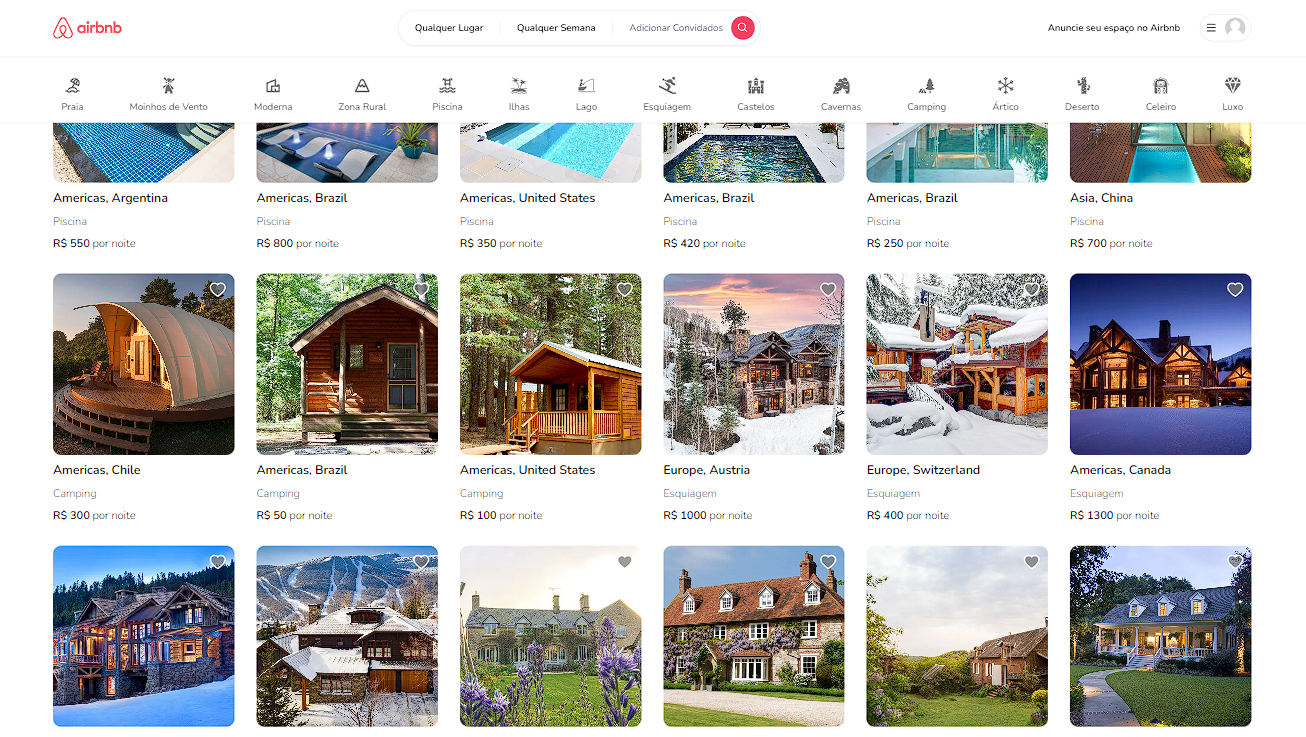 airbnb
Qualquer Lugar
Qualquer Semana
Adicionar Convidados
Anuncie seu espaço no Airbnb
Praia
Moinhos de Vento
Moderna
Zona Rural
Piscina
Ilhas
Lago
Esquiagem
Castelos
Cavernas
Camping
Ártico
Deserto
Celeiro
Luxo
Americas, Argentina
Piscina
R$ 550 por noite
Americas, Brazil
Piscina
R$ 800 por noite
Americas, United States
Piscina
R$ 350 por noite
Americas, Brazil
Piscina
R$ 420 por noite
Americas, Brazil
Piscina
R$ 250 por noite
Asia, China
Piscina
R$ 700 por noite
Americas, Chile
Camping
R$ 300 por noite
Americas, Brazil
Camping
R$ 50 por noite
Americas, United States
Camping
R$ 100 por noite
Europe, Austria
Esquiagem
R$ 1000 por noite
Europe, Switzerland
Esquiagem
R$ 400 por noite
Americas, Canada
Esquiagem
R$ 1300 por noite